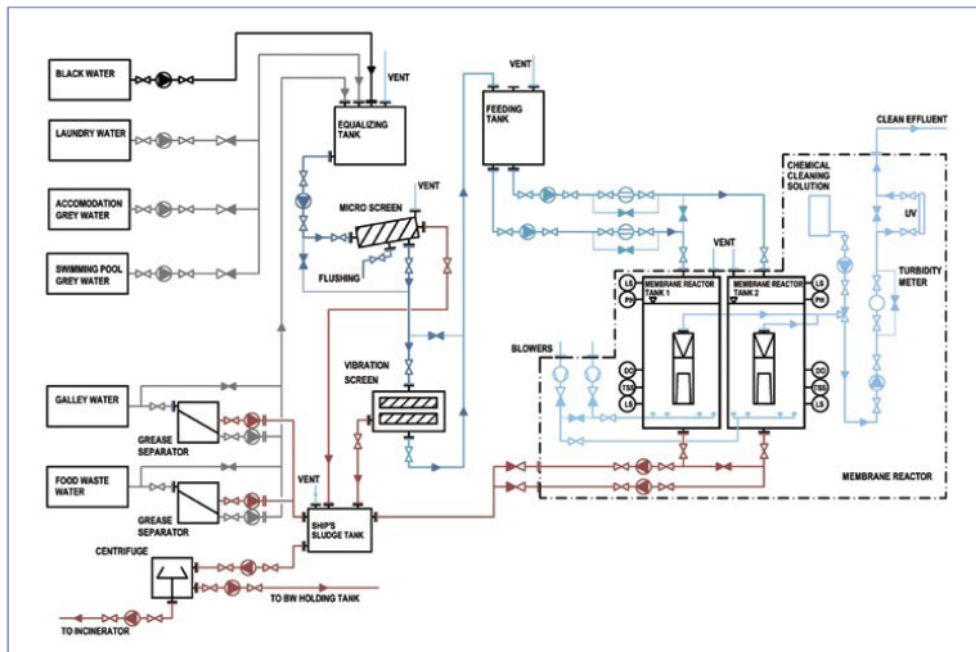 BLACK WATER
LAUNDRY WATER
ACCOMODATION
GREY WATER
SWIMMING POOL
GREY WATER
GALLEY WATER
GREASE
SEPARATOR
FOOD WASTE
WATER
GREASE
SEPARATOR
CENTRIFUGE
TO INCINERATOR
TO BW HOLDING TANK
VENT
SHIP'S
SLUDGE TANK
VENT
EQUALIZING
TANK
MICRO SCREEN
VENT
FLUSHING
VIBRATION
SCREEN
VENT
FEEDING
TANK
BLOWERS
VENT
LS
PH
MEMBRANE REACTOR
TANK 1
DO
TSS
LS
MEMBRANE REACTOR
TANK 2
LS
PH
DO
TSS
LS
CHEMICAL
CLEANING
SOLUTION
CLEAN EFFLUENT
UV
TURBIDITY
METER
MEMBRANE REACTOR